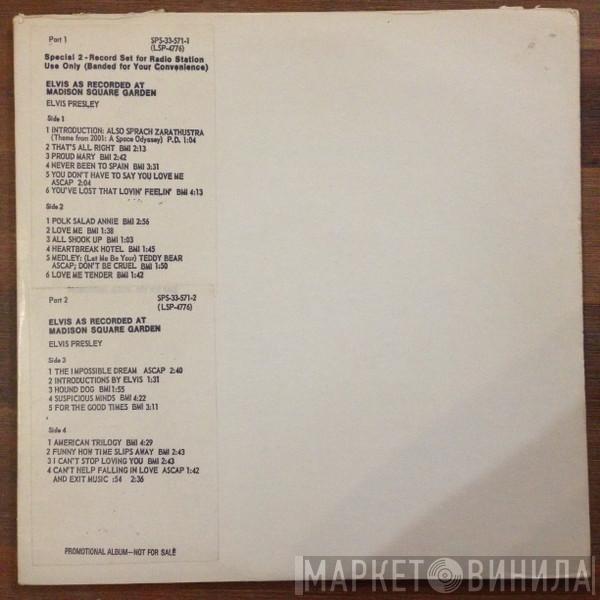 Part 1 SPS-33-571-1
(LSP-4776)
Special 2-Record Set for Radio Station
Use Only (Banded for Your Convenience)
ELVIS AS RECORDED AT
MADISON SQUARE GARDEN
ELVIS PRESLEY
Side 1
1 INTRODUCTION: ALSO SPRACH ZARATHUSTRA
(Theme from 2001: A Space Odyssey) P.D. 1:04
2 THAT'S ALL RIGHT BMI 2:13
3 PROUD MARY BMI 2:42
4 NEVER BEEN TO SPAIN BMI 3:31
5 YOU DON'T HAVE TO SAY YOU LOVE ME
ASCAP 2:04
6 YOU'VE LOST THAT LOVIN' FEELIN' BMI 4:13
Side 2
1 POLK SALAD ANNIE BMI 2:56
2 LOVE ME BMI 1:38
3 ALL SHOOK UP BMI 1:03
4 HEARTBREAK HOTEL BMI 1:45
5 MEDLEY: (Let Me Be Your) TEDDY BEAR
ASCAP; DON'T BE CRUEL BMI 1:50
6 LOVE ME TENDER BMI 1:42
Part 2 SPS-33-571-2
(LSP-4776)
ELVIS AS RECORDED AT
MADISON SQUARE GARDEN
ELVIS PRESLEY
Side 3
1 THE IMPOSSIBLE DREAM ASCAP 2:40
2 INTRODUCTIONS BY ELVIS 1:31
3 HOUND DOG BMI 1:55
4 SUSPICIOUS MINDS BMI 4:22
5 FOR THE GOOD TIMES BMI 3:11
Side 4
1 AMERICAN TRILOGY BMI 4:29
2 FUNNY HOW TIME SLIPS AWAY BMI 2:43
3 I CAN'T STOP LOVING YOU BMI 2:43
4 CAN'T HELP FALLING IN LOVE ASCAP 1:42
AND EXIT MUSIC :54 2:36
PROMOTIONAL ALBUM—NOT FOR SALE
МАРКЕТ ВИНИЛА